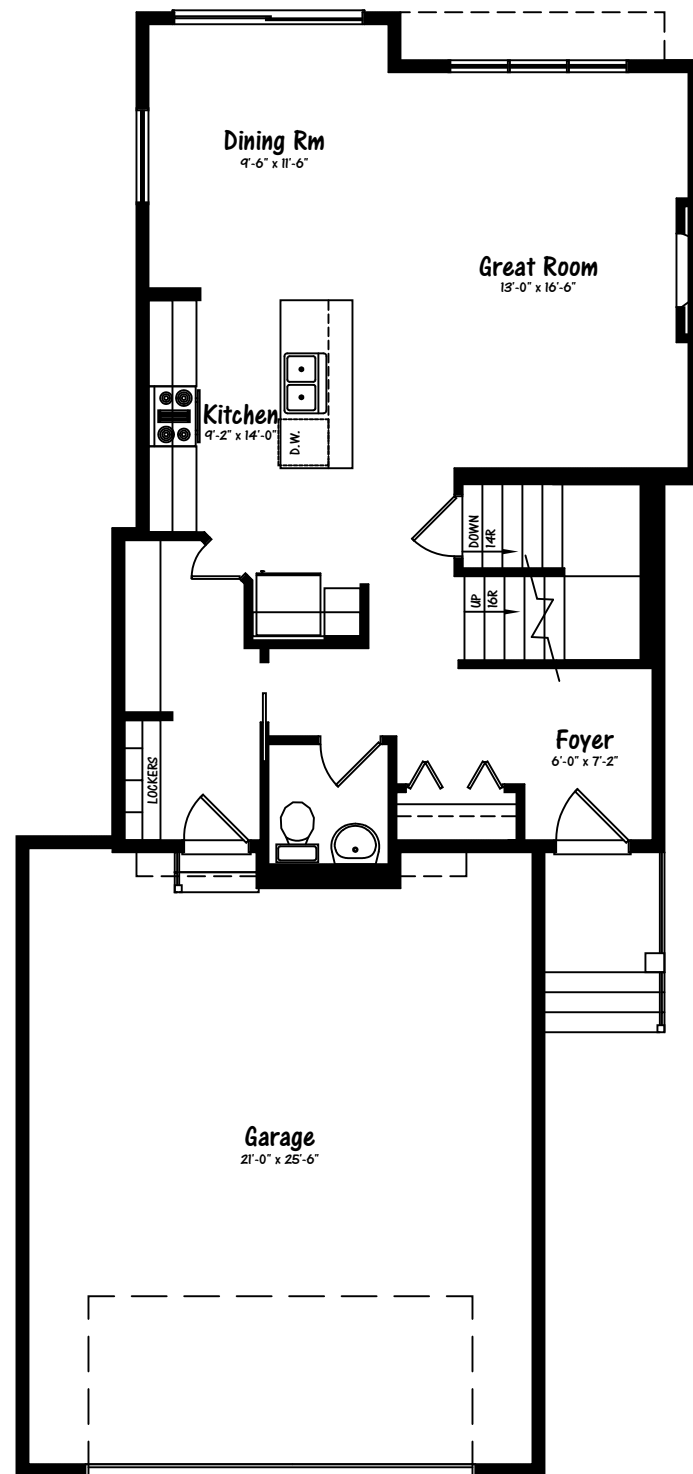 Dining Rm
9'-6" x 11'-6"
Great Room
13'-0" x 16'-6"
Kitchen
9'-2" x 14'-0"
D.W.
DOWN
14R
UP
16R
Foyer
6'-0" x 7'-2"
LOCKERS
Garage
21'-0" x 25'-6"